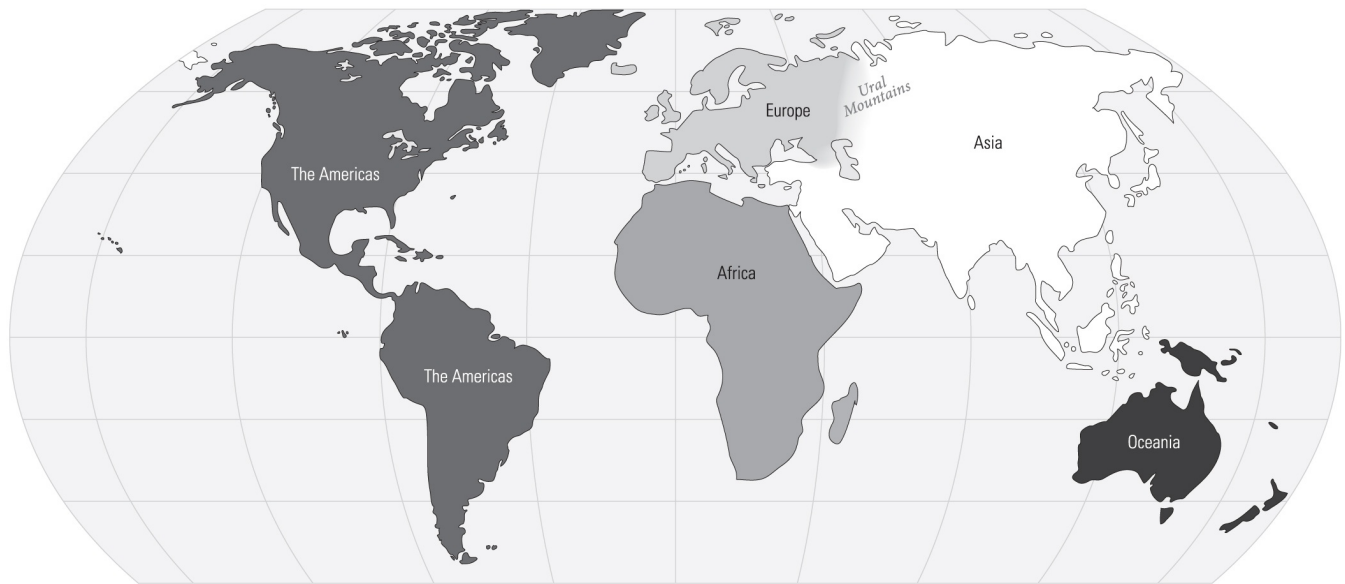 Ural
Mountains
Europe
Asia
The Americas
Africa
The Americas
Oceania